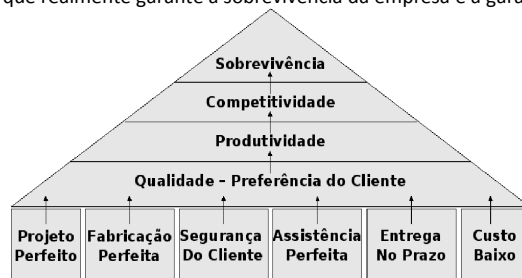 que realmente garante a sobrevivência da empresa é a gara
Sobrevivência
Competitividade
Produtividade
Qualidade – Preferência do Cliente
Projeto Perfeito
Fabricação Perfeita
Segurança Do Cliente
Assistência Perfeita
Entrega No Prazo
Custo Baixo